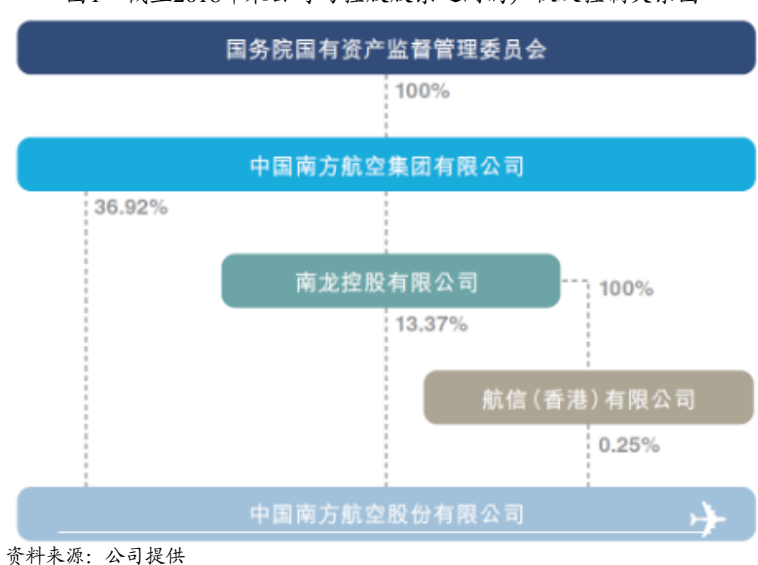 国务院国有资产监督管理委员会
100%
中国南方航空集团有限公司
36.92%
南龙控股有限公司
100%
13.37%
航信(香港)有限公司
0.25%
中国南方航空股份有限公司
资料来源：公司提供